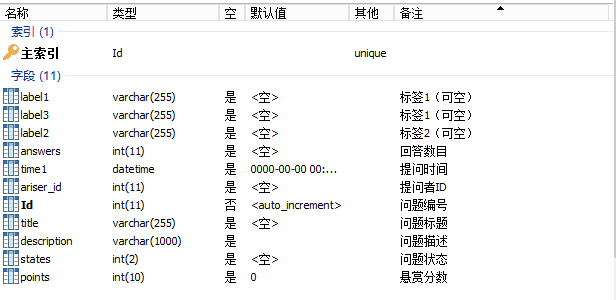 名称 类型 空 默认值 其他 备注
索引 (1)
主索引 Id unique
字段 (11)
label1 varchar(255) 是 <空> 标签1（可空）
label3 varchar(255) 是 <空> 标签1（可空）
label2 varchar(255) 是 <空> 标签2（可空）
answers int(11) 是 <空> 回答数目
time1 datetime 是 0000-00-00 00:... 提问时间
ariser_id int(11) 是 <空> 提问者ID
Id int(11) 否 <auto_increment> 问题编号
title varchar(255) 是 <空> 问题标题
description varchar(1000) 是 问题描述
states int(2) 是 <空> 问题状态
points int(10) 是 0 悬赏分数